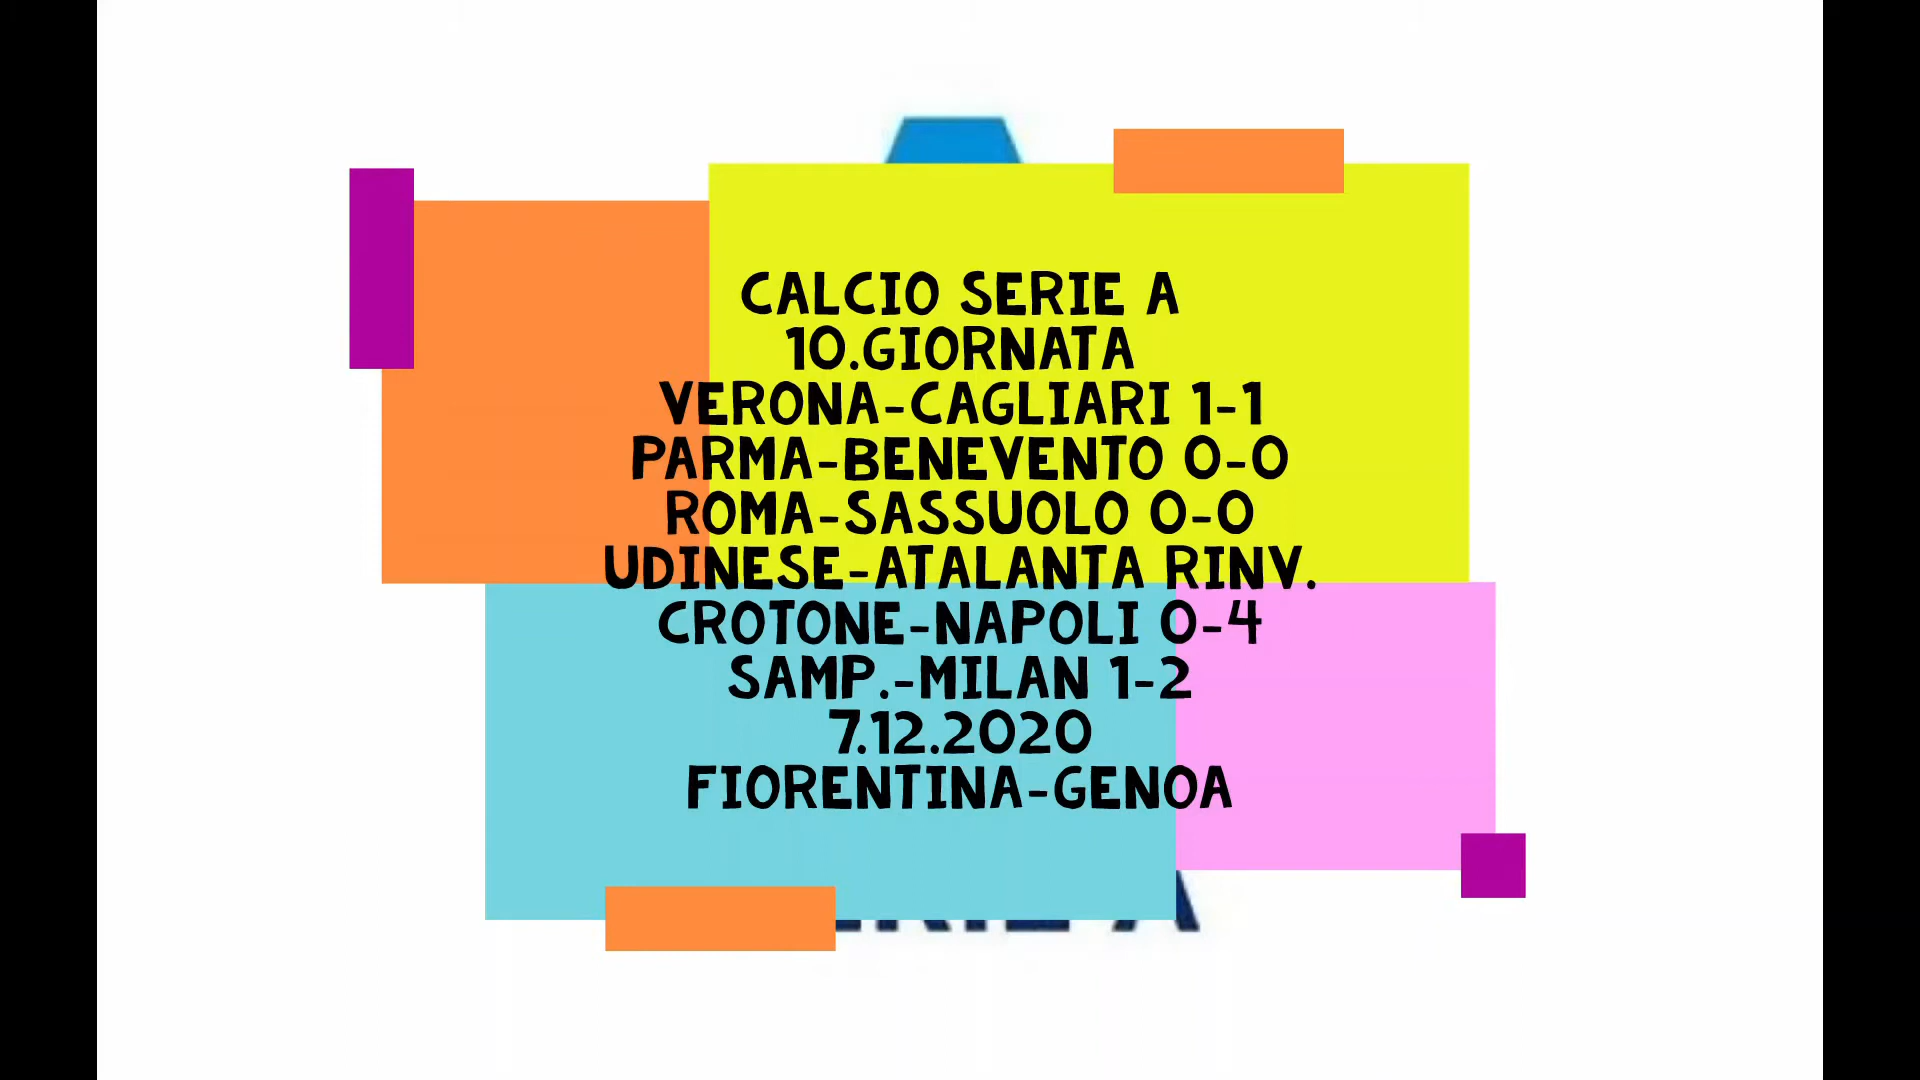 CALCIO SERIE A
10.GIORNATA
VERONA-CAGLIARI 1-1
PARMA-BENEVENTO 0-0
ROMA-SASSUOLO 0-0
UDINESE-ATALANTA RINV.
CROTONE-NAPOLI 0-4
SAMP.-MILAN 1-2
7.12.2020
FIORENTINA-GENOA